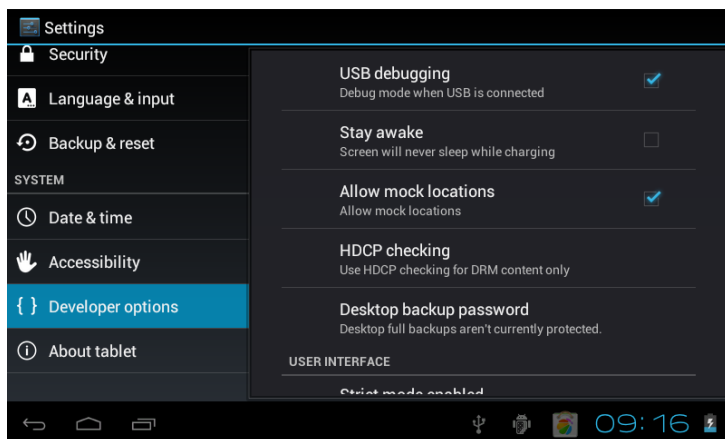 Settings
Security
Language & input
Backup & reset
SYSTEM
Date & time
Accessibility
{ } Developer options
About tablet
USB debugging
Debug mode when USB is connected
Stay awake
Screen will never sleep while charging
Allow mock locations
Allow mock locations
HDCP checking
Use HDCP checking for DRM content only
Desktop backup password
Desktop full backups aren't currently protected.
USER INTERFACE
Strict mode enabled
09:16